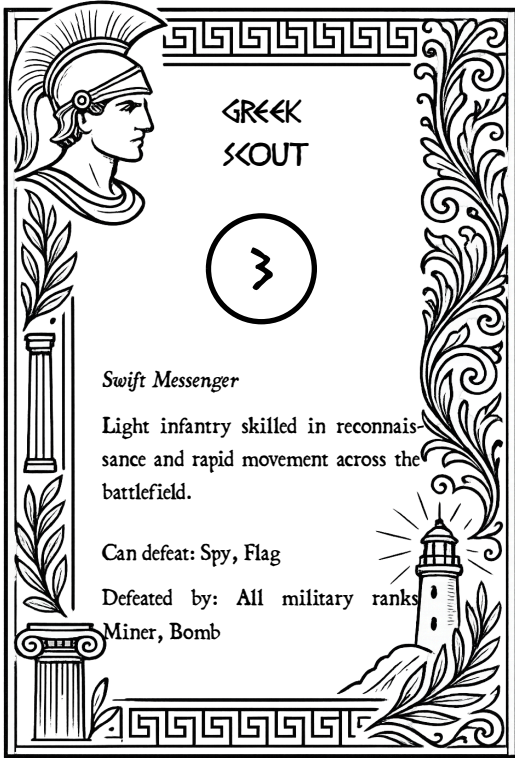 GREEK
SCOUT
3
Swift Messenger
Light infantry skilled in reconnais-
sance and rapid movement across the
battlefield.
Can defeat: Spy, Flag
Defeated by: All military ranks
Miner, Bomb